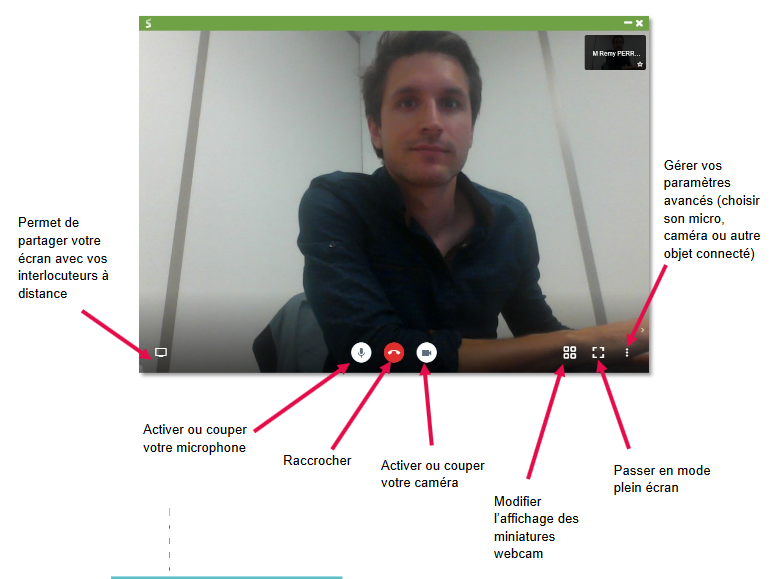 M Remy PERR...
Gérer vos
paramètres
avancés (choisir
son micro,
caméra ou autre
objet connecté)
Permet de
partager votre
écran avec vos
interlocuteurs à
distance
Activer ou couper
votre microphone
Raccrocher
Activer ou couper
votre caméra
Modifier
l'affichage des
miniatures
webcam
Passer en mode
plein écran